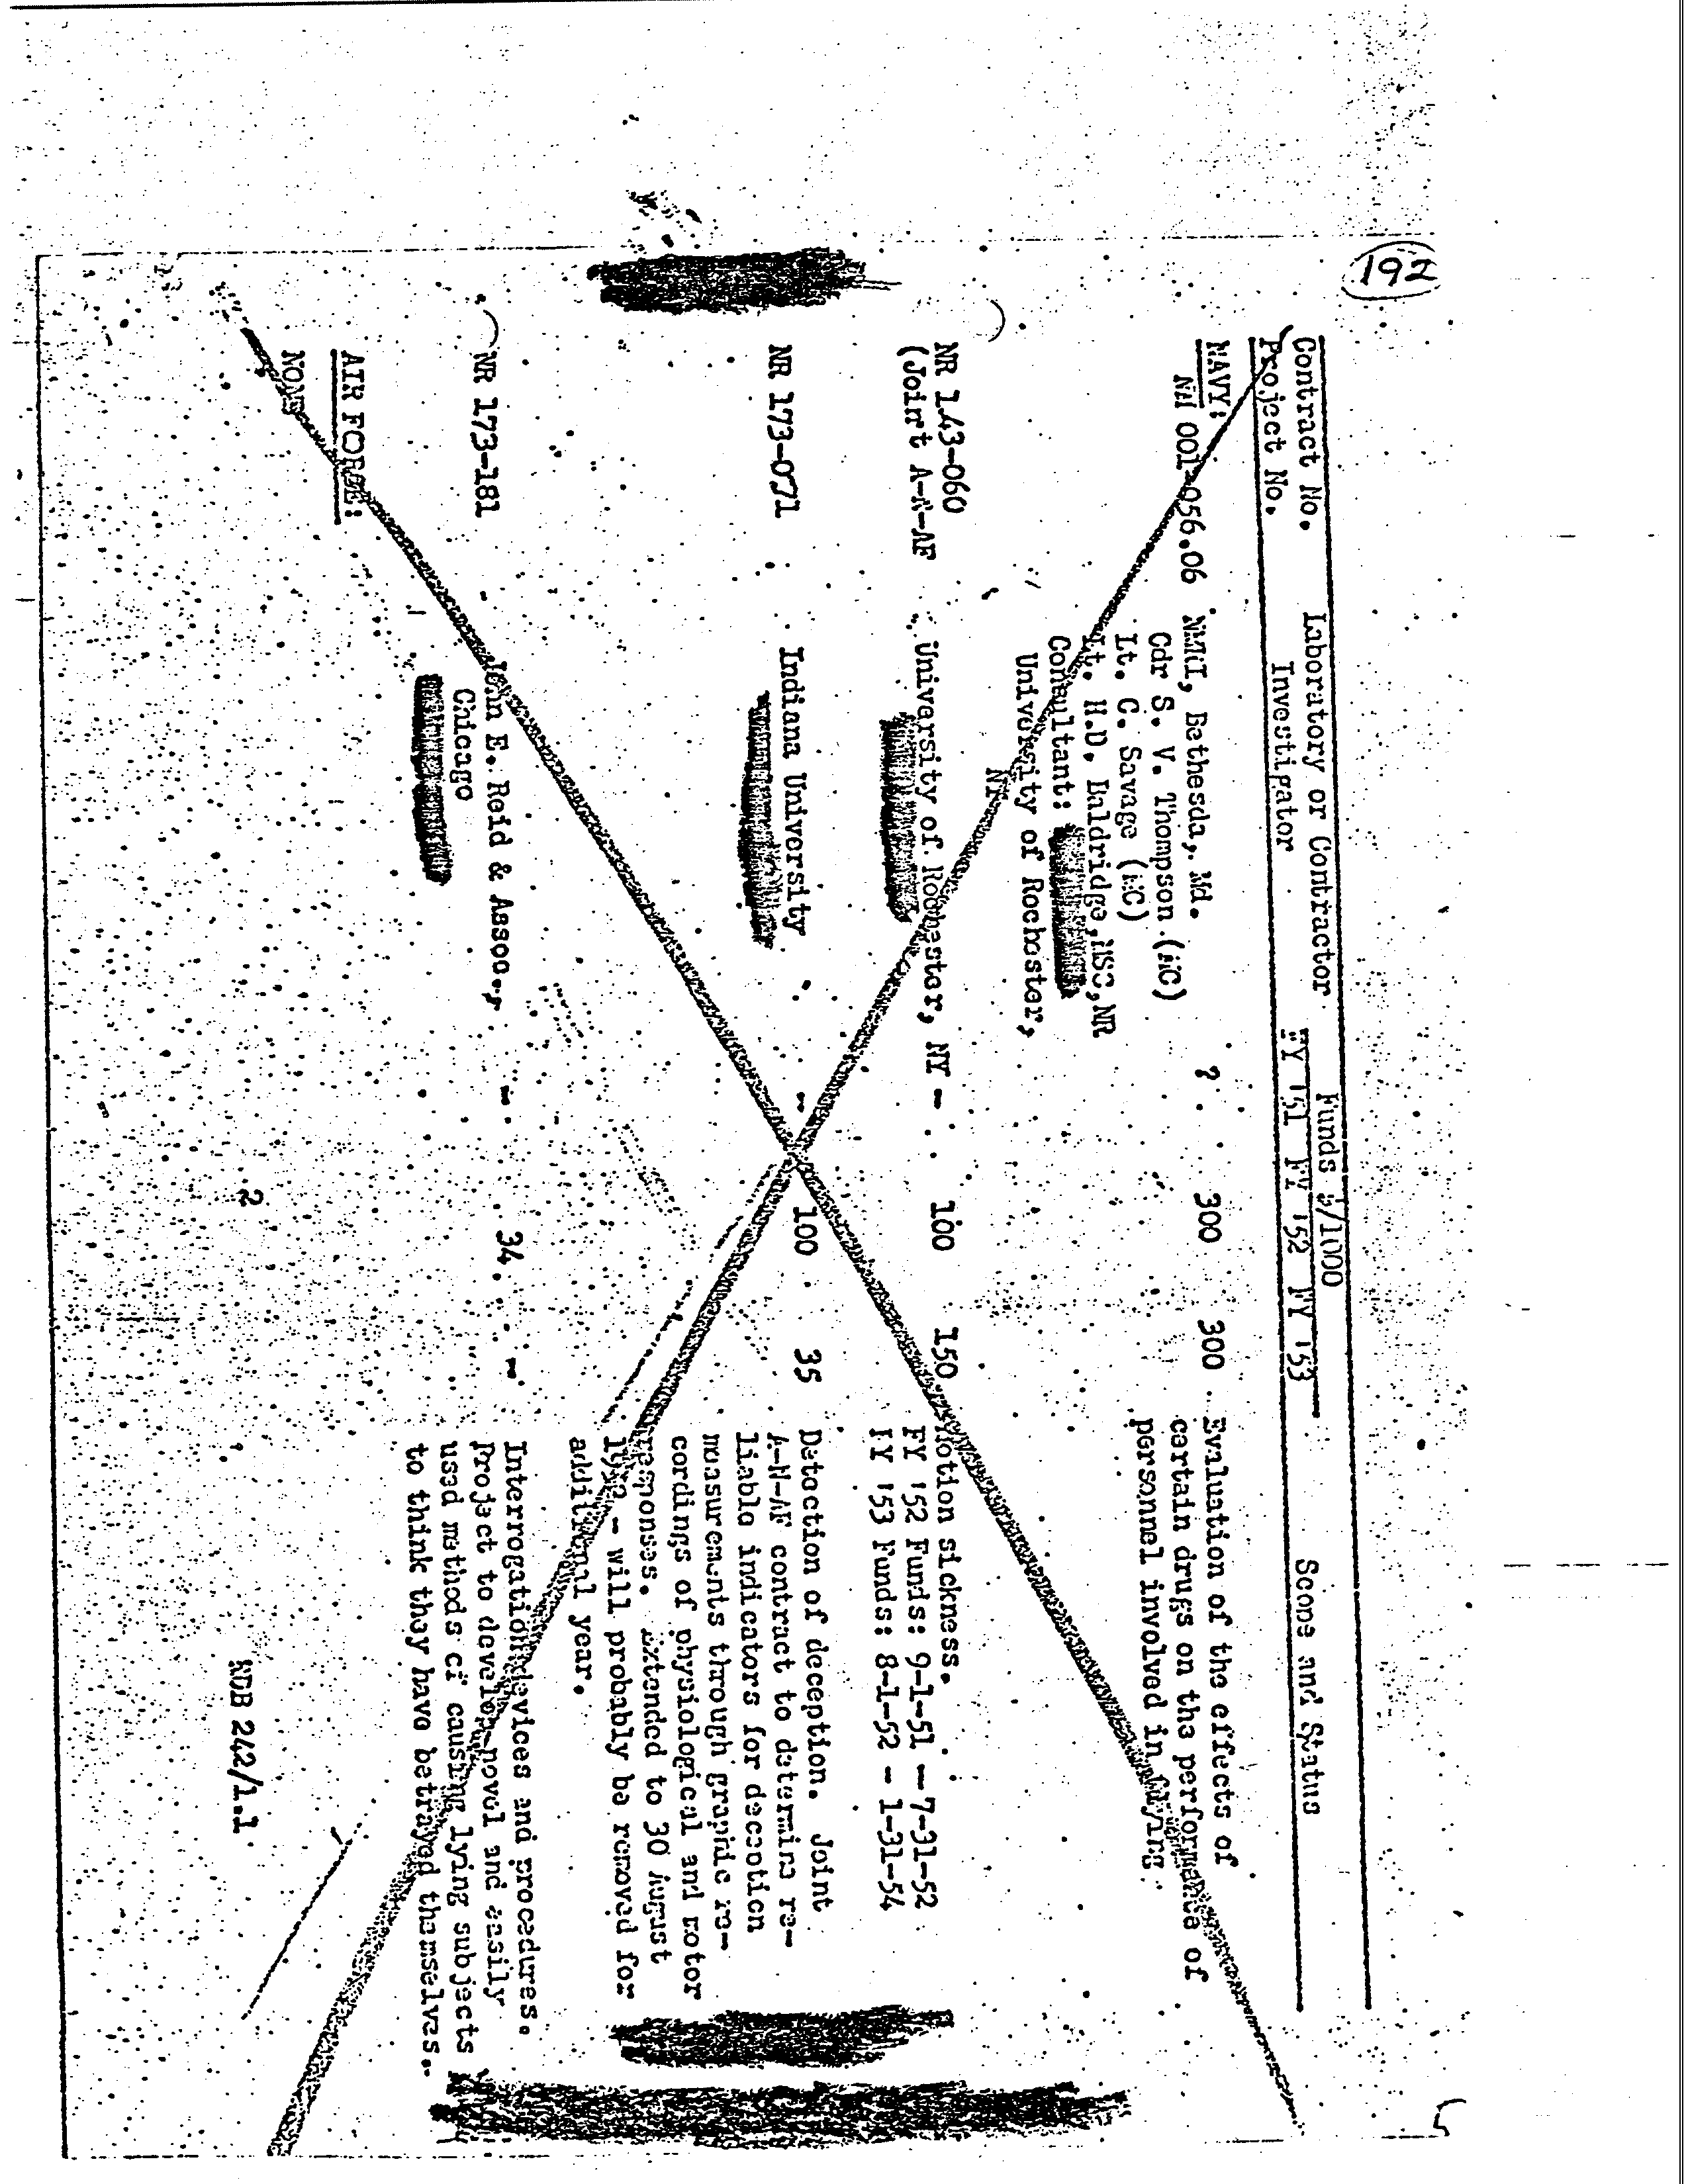 192
5
Contract No. Laboratory or Contractor Funds $/1000
Project No. Investigator FY '51 FY '52 FY '53 Scope and Status
NAVY:
NM 001-056.06 NMRI, Bethesda, Md. ? 300 300 Evaluation of the effects of
Cdr S. V. Thompson (MC) certain drugs on the performance of
Lt. C. Savage (MC) personnel involved in flying.
Lt. H.D. Baldridge, MSC, NR
Consultant:
University of Rochester,
NY
NR 143-060 University of Rochester, NY - 100 150 Motion sickness.
(Joint A-N-AF FY '52 Funds: 9-1-51 - 7-31-52
FY '53 Funds: 8-1-52 - 1-31-54
NR 173-071 Indiana University - 100 35 Detection of deception. Joint
A-N-AF contract to determine re-
liable indicators for deception
measurements through graphic re-
cordings of physiological and motor
responses. Extended to 30 August
- will probably be renewed for
additional year.
NR 173-181 John E. Reid & Assoc., - 34 - Interrogation devices and procedures.
Chicago Project to develop novel and easily
used methods of causing lying subjects
to think they have betrayed themselves.
AIR FORCE:
NONE
2
NDB 242/1.1